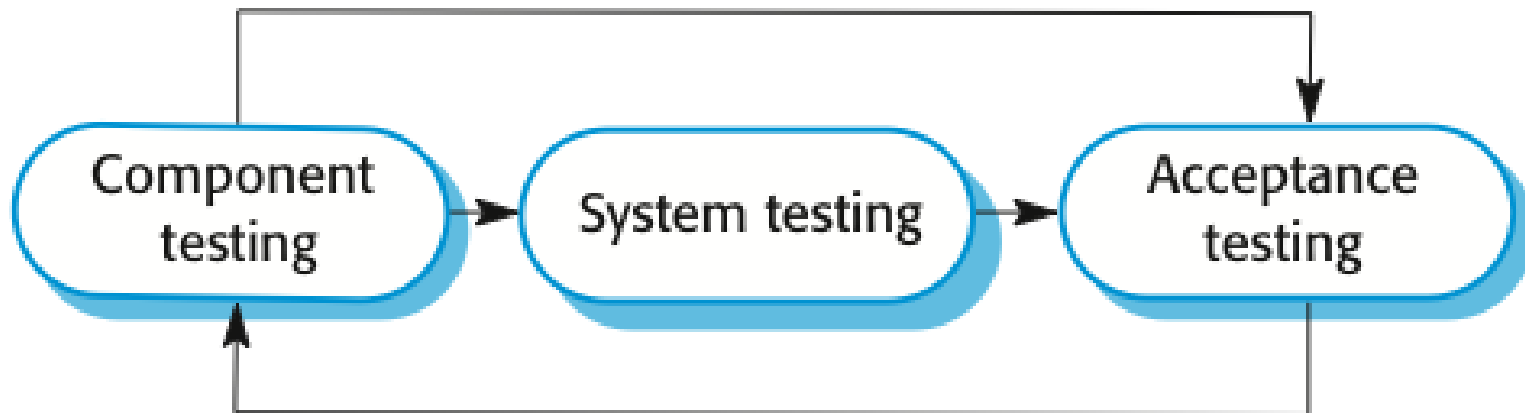 Component
testing
System testing
Acceptance
testing